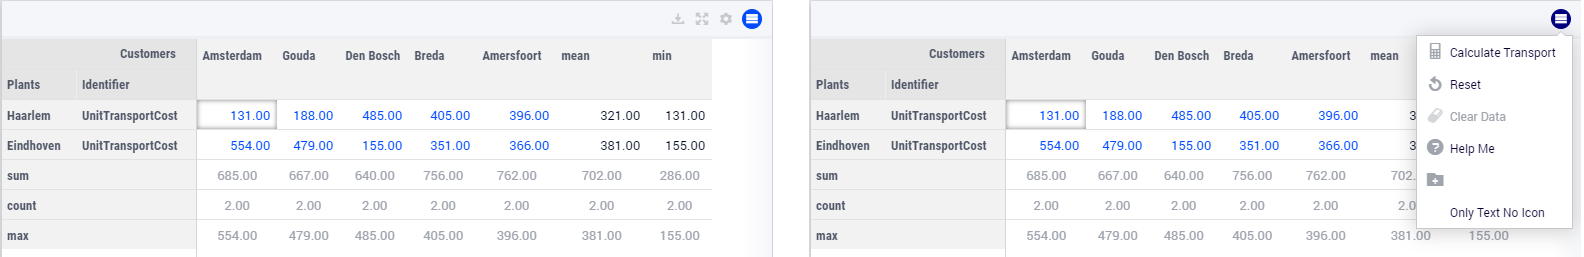 Customers Amsterdam Gouda Den Bosch Breda Amersfoort mean min
Plants Identifier
Haarlem UnitTransportCost 131.00 188.00 485.00 405.00 396.00 321.00 131.00
Eindhoven UnitTransportCost 554.00 479.00 155.00 351.00 366.00 381.00 155.00
sum 685.00 667.00 640.00 756.00 762.00 702.00 286.00
count 2.00 2.00 2.00 2.00 2.00 2.00 2.00
max 554.00 479.00 485.00 405.00 396.00 381.00 155.00
Customers Amsterdam Gouda Den Bosch Breda Amersfoort mean
Plants Identifier
Haarlem UnitTransportCost 131.00 188.00 485.00 405.00 396.00 3
Eindhoven UnitTransportCost 554.00 479.00 155.00 351.00 366.00 3
sum 685.00 667.00 640.00 756.00 762.00 702.
count 2.00 2.00 2.00 2.00 2.00 2.0
max 554.00 479.00 485.00 405.00 396.00 381.00 155.00
Calculate Transport
Reset
Clear Data
Help Me
Only Text No Icon